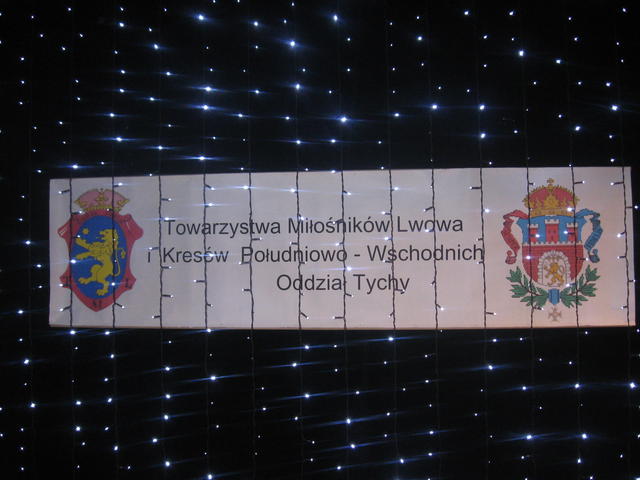 Towarzystwa Miłośników Lwowa
i Kresów Południowo - Wschodnich
Oddział Tychy